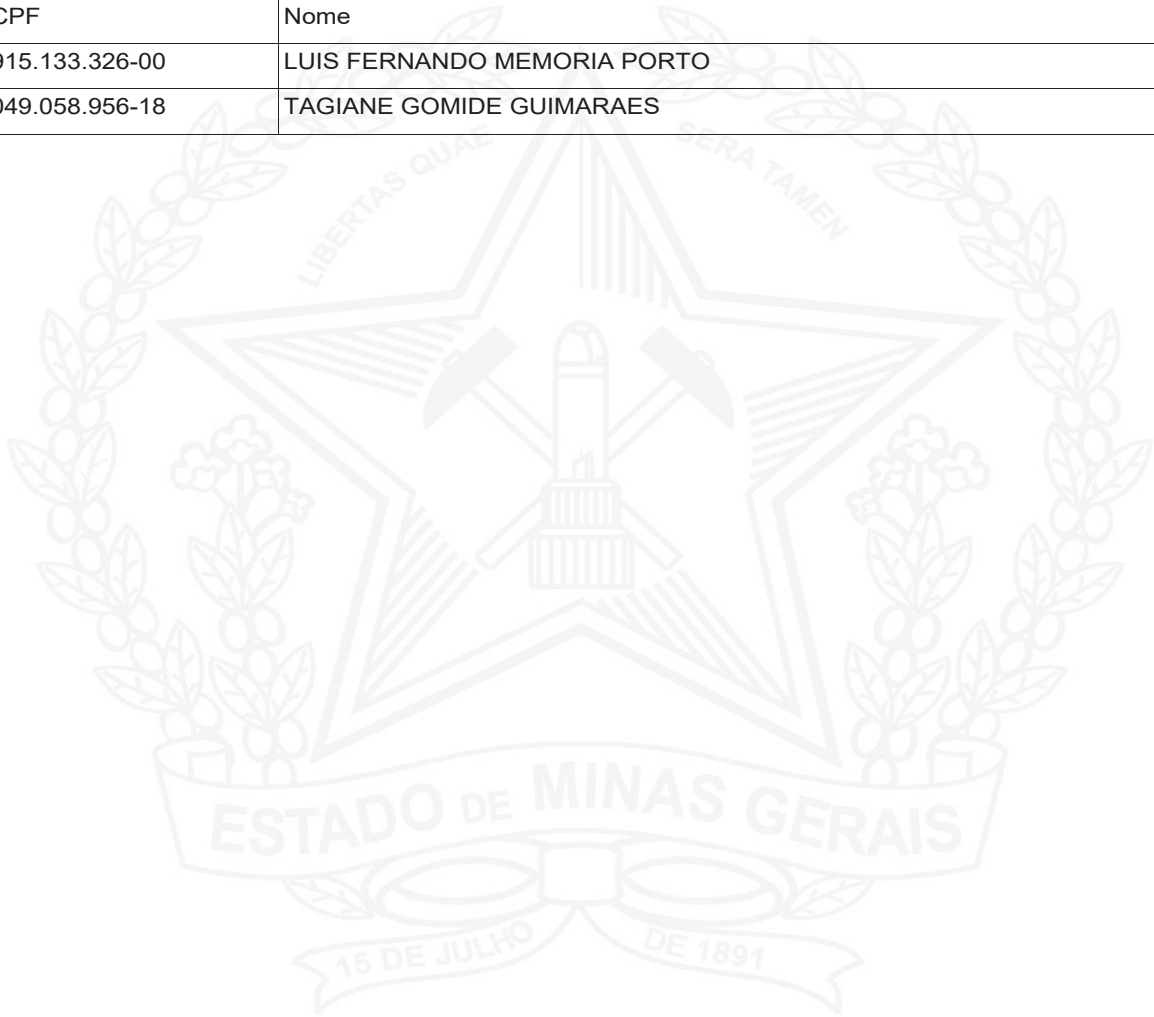 CPF Nome
915.133.326-00 LUIS FERNANDO MEMORIA PORTO
049.058.956-18 TAGIANE GOMIDE GUIMARAES
LIBERTAS QUAE SERA TAMEN
ESTADO DE MINAS GERAIS
15 DE JULHO DE 1891